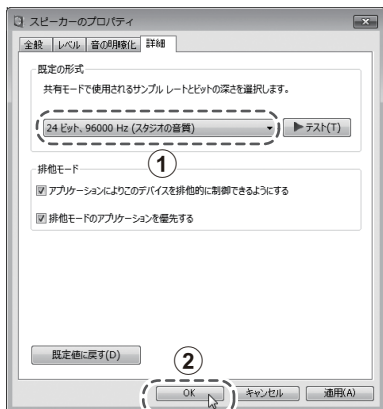 スピーカーのプロパティ
全般 レベル 音の明瞭化 詳細
既定の形式
共有モードで使用されるサンプル レートとビットの深さを選択します。
24 ビット、96000 Hz (スタジオの音質) ▶テスト(T)
①
排他モード
アプリケーションによりこのデバイスを排他的に制御できるようにする
排他モードのアプリケーションを優先する
既定値に戻す(D)
②
OK キャンセル 適用(A)